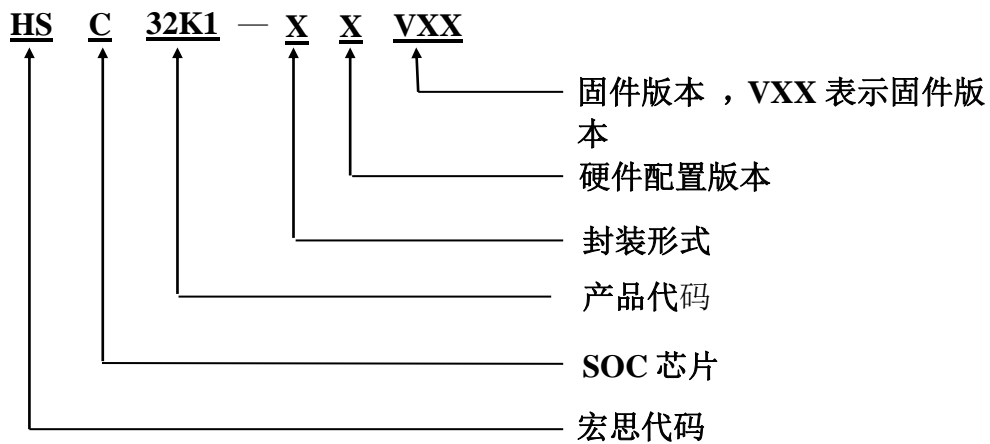 HS C 32K1 — X X VXX
固件版本 ，VXX 表示固件版
本
硬件配置版本
封装形式
产品代码
SOC 芯片
宏思代码